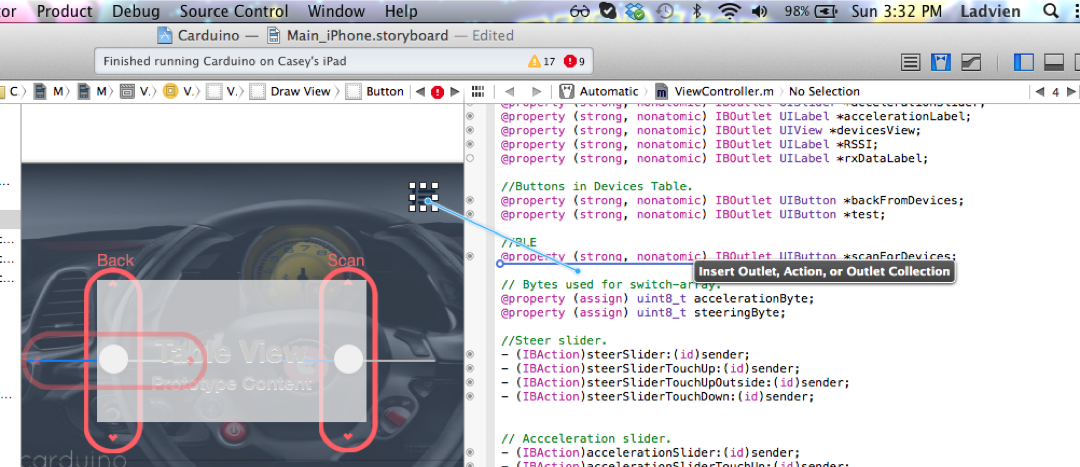 or Product Debug Source Control Window Help 98% Sun 3:32 PM Ladvien
Carduino — Main_iPhone.storyboard — Edited
Finished running Carduino on Casey's iPad 17 9
C. M M V. V. V. Draw View Button Automatic ViewController.m No Selection 4
@property (strong, nonatomic) IBOutlet UISlider *accelerationSlider;
@property (strong, nonatomic) IBOutlet UILabel *accelerationLabel;
@property (strong, nonatomic) IBOutlet UIView *devicesView;
@property (strong, nonatomic) IBOutlet UILabel *RSSI;
@property (strong, nonatomic) IBOutlet UILabel *rxDataLabel;
//Buttons in Devices Table.
@property (strong, nonatomic) IBOutlet UIButton *backFromDevices;
@property (strong, nonatomic) IBOutlet UIButton *test;
//BLE
@property (strong, nonatomic) IBOutlet UIButton *scanForDevices;
Insert Outlet, Action, or Outlet Collection
// Bytes used for switch-array.
@property (assign) uint8_t accelerationByte;
@property (assign) uint8_t steeringByte;
//Steer slider.
- (IBAction)steerSlider:(id)sender;
- (IBAction)steerSliderTouchUp:(id)sender;
- (IBAction)steerSliderTouchUpOutside:(id)sender;
- (IBAction)steerSliderTouchDown:(id)sender;
// Accceleration slider.
- (IBAction)accelerationSlider:(id)sender;
- (IBAction)accelerationSliderTouchUp:(id)sender;
Back
Scan
Table View
Prototype Content
carduino